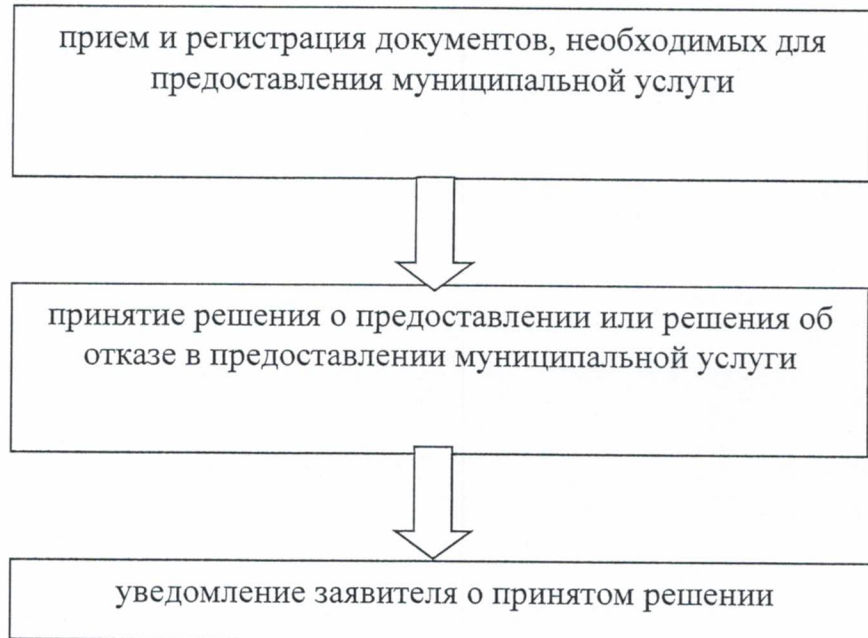 прием и регистрация документов, необходимых для
предоставления муниципальной услуги
принятие решения о предоставлении или решения об
отказе в предоставлении муниципальной услуги
уведомление заявителя о принятом решении